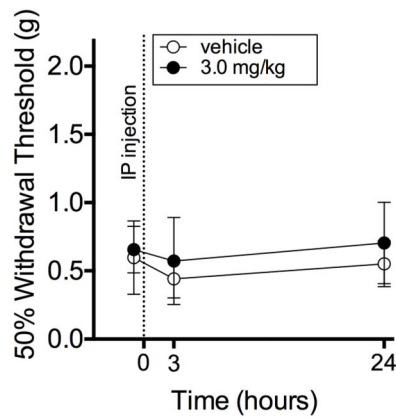 vehicle
3.0 mg/kg
50% Withdrawal Threshold (g)
IP injection
2.0
1.5
1.0
0.5
0.0
0 3 24
Time (hours)